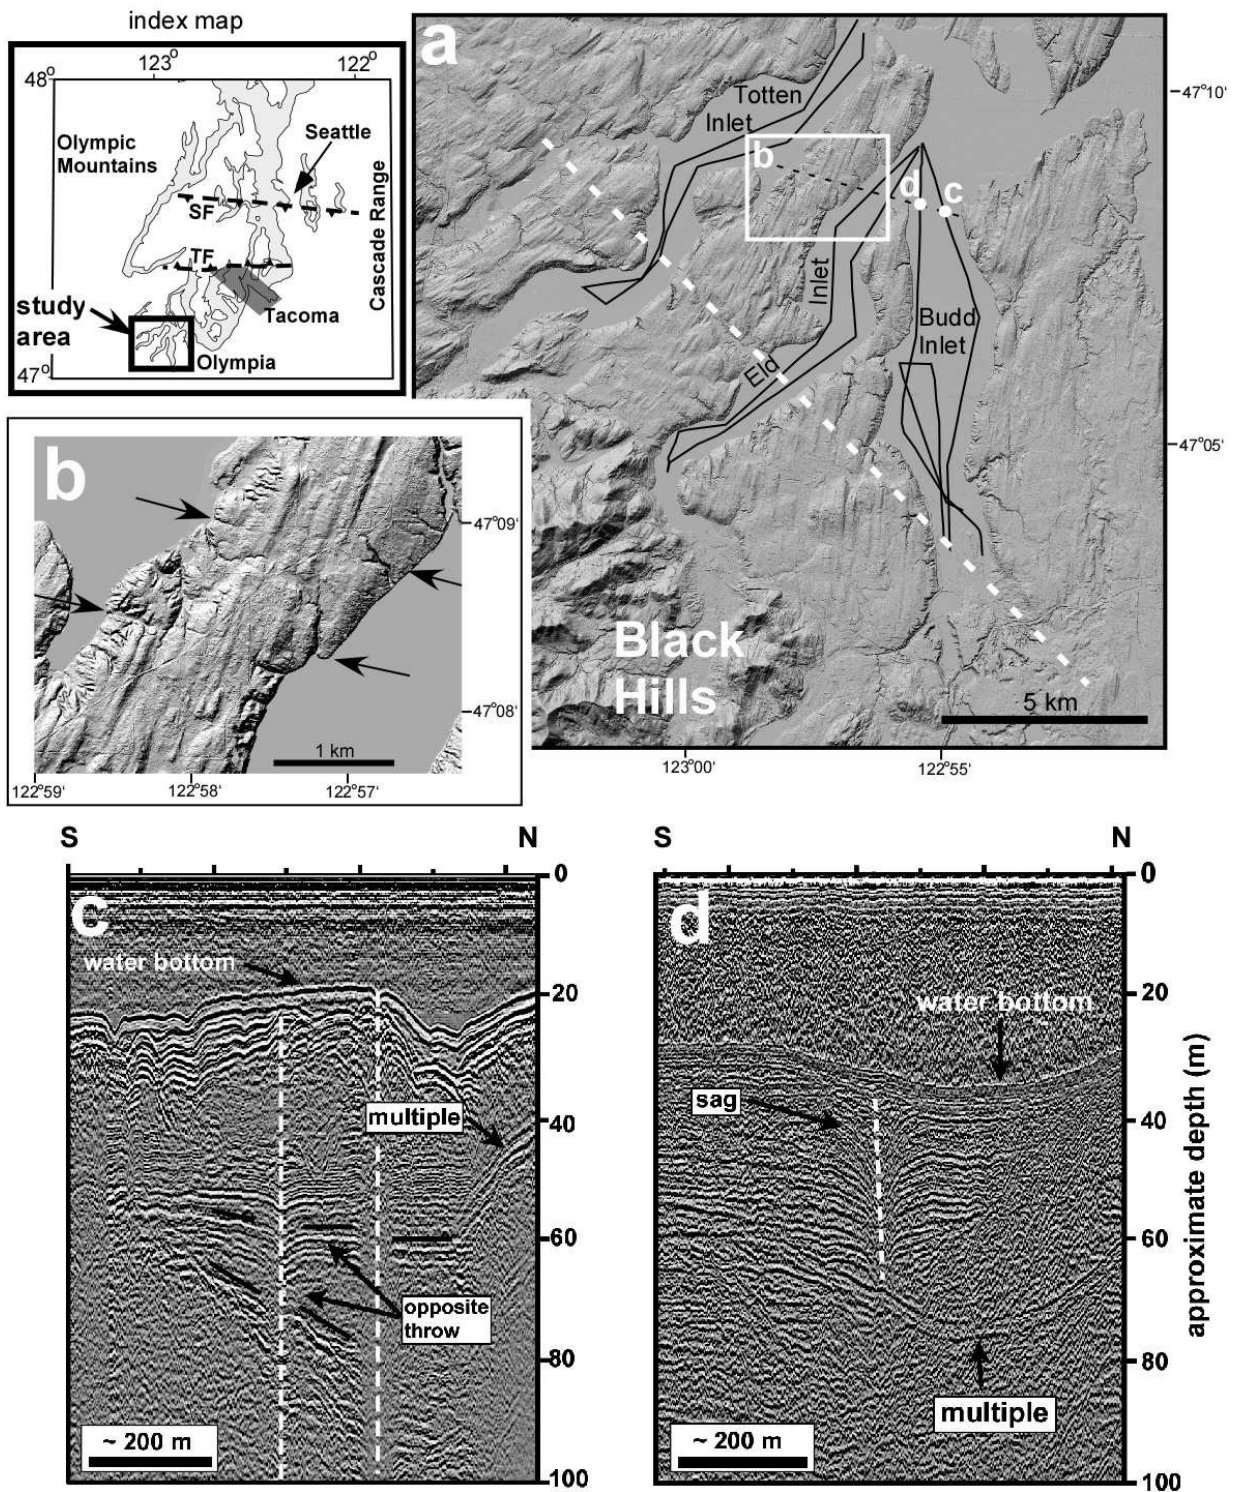 index map
123°
122°
48°
Olympic
Mountains
Seattle
SF
Cascade Range
TF
study
area
Tacoma
Olympia
47°
a
Totten
Inlet
b
d
c
Inlet
Budd
Inlet
Eld
Black
Hills
5 km
47°10'
47°05'
123°00'
122°55'
b
47°09'
47°08'
1 km
122°59'
122°58'
122°57'
S
N
c
water bottom
multiple
opposite
throw
~ 200 m
0
20
40
60
80
100
S
N
d
water bottom
sag
multiple
~ 200 m
0
20
40
60
80
100
approximate depth (m)